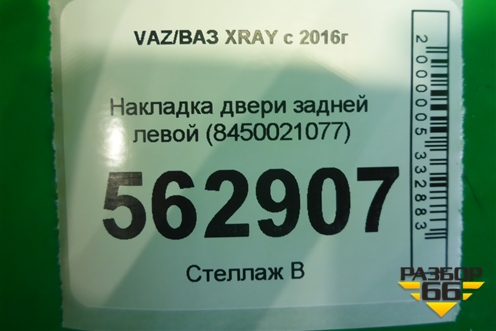 VAZ/ВАЗ XRAY с 2016г
Накладка двери задней
левой (8450021077)
562907
Стеллаж В
2000005332883
РАЗБОР
66